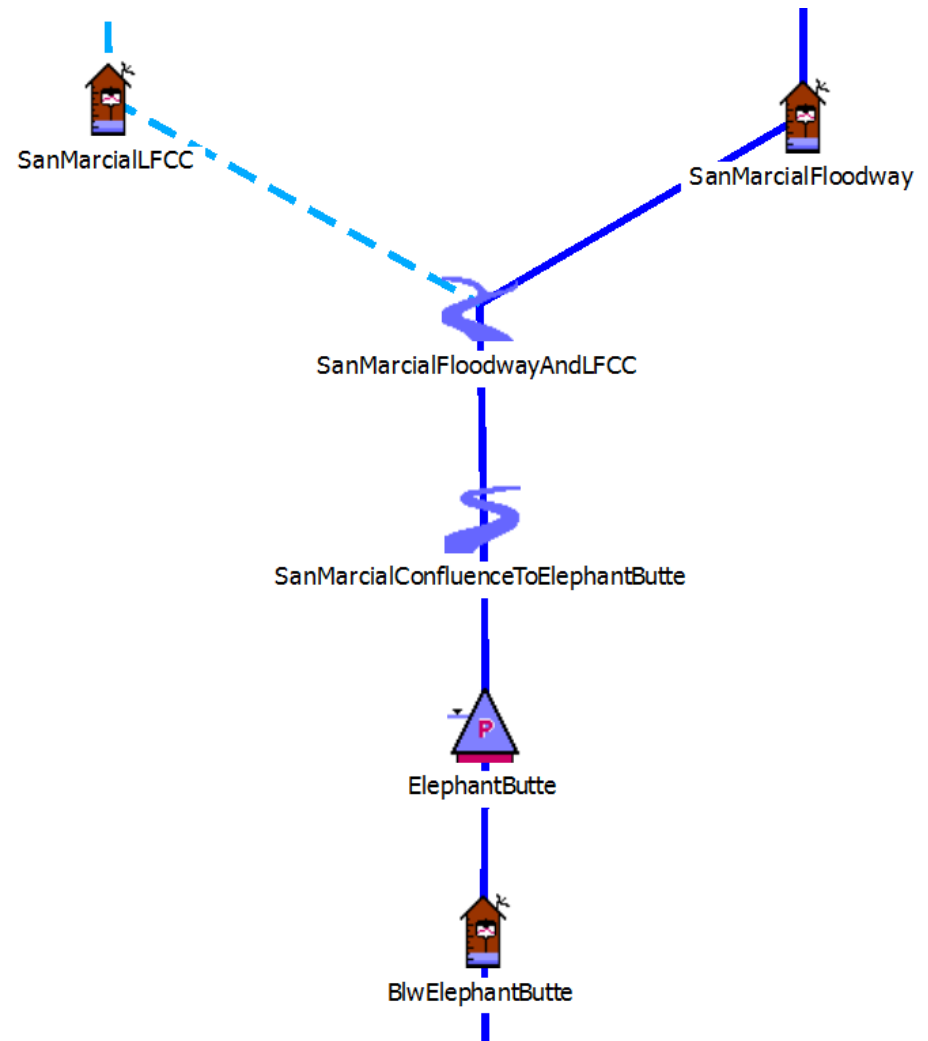 SanMarcialLFCC
SanMarcialFloodway
SanMarcialFloodwayAndLFCC
SanMarcialConfluenceToElephantButte
P
ElephantButte
BlwElephantButte